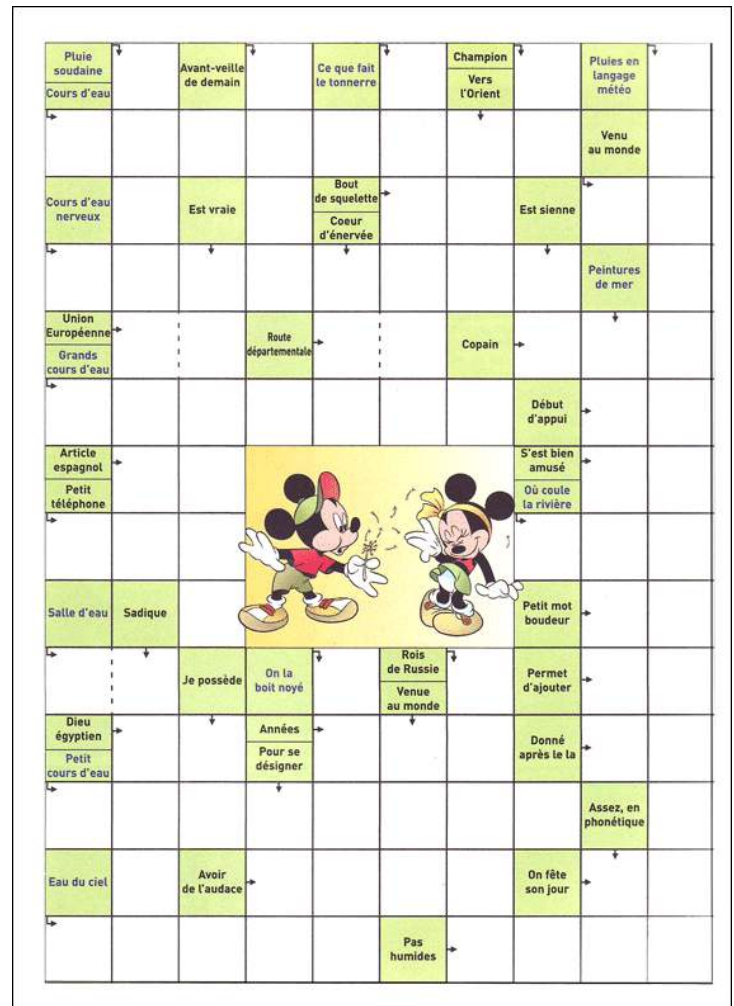 Pluie
soudaine
Cours d'eau
Avant-veille
de demain
Ce que fait
le tonnerre
Champion
Vers
l'Orient
Pluies en
langage
météo
Venu
au monde
Cours d'eau
nerveux
Est vraie
Bout
de squelette
Coeur
d'énervée
Est sienne
Peintures
de mer
Union
Européenne
Grands
cours d'eau
Route
départementale
Copain
Début
d'appui
Article
espagnol
Petit
téléphone
S'est bien
amusé
Où coule
la rivière
Salle d'eau
Sadique
Petit mot
boudeur
Je possède
On la
boit noyé
Rois
de Russie
Venue
au monde
Permet
d'ajouter
Dieu
égyptien
Petit
cours d'eau
Années
Pour se
désigner
Donné
après le la
Assez, en
phonétique
Eau du ciel
Avoir
de l'audace
On fête
son jour
Pas
humides